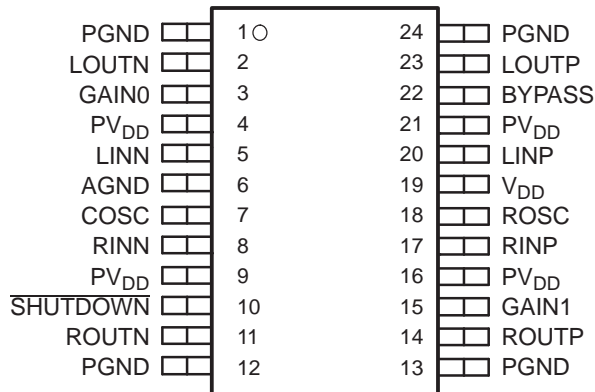 PGND 1 24 PGND
LOUTN 2 23 LOUTP
GAIN0 3 22 BYPASS
PVDD 4 21 PVDD
LINN 5 20 LINP
AGND 6 19 VDD
COSC 7 18 ROSC
RINN 8 17 RINP
PVDD 9 16 PVDD
SHUTDOWN 10 15 GAIN1
ROUTN 11 14 ROUTP
PGND 12 13 PGND